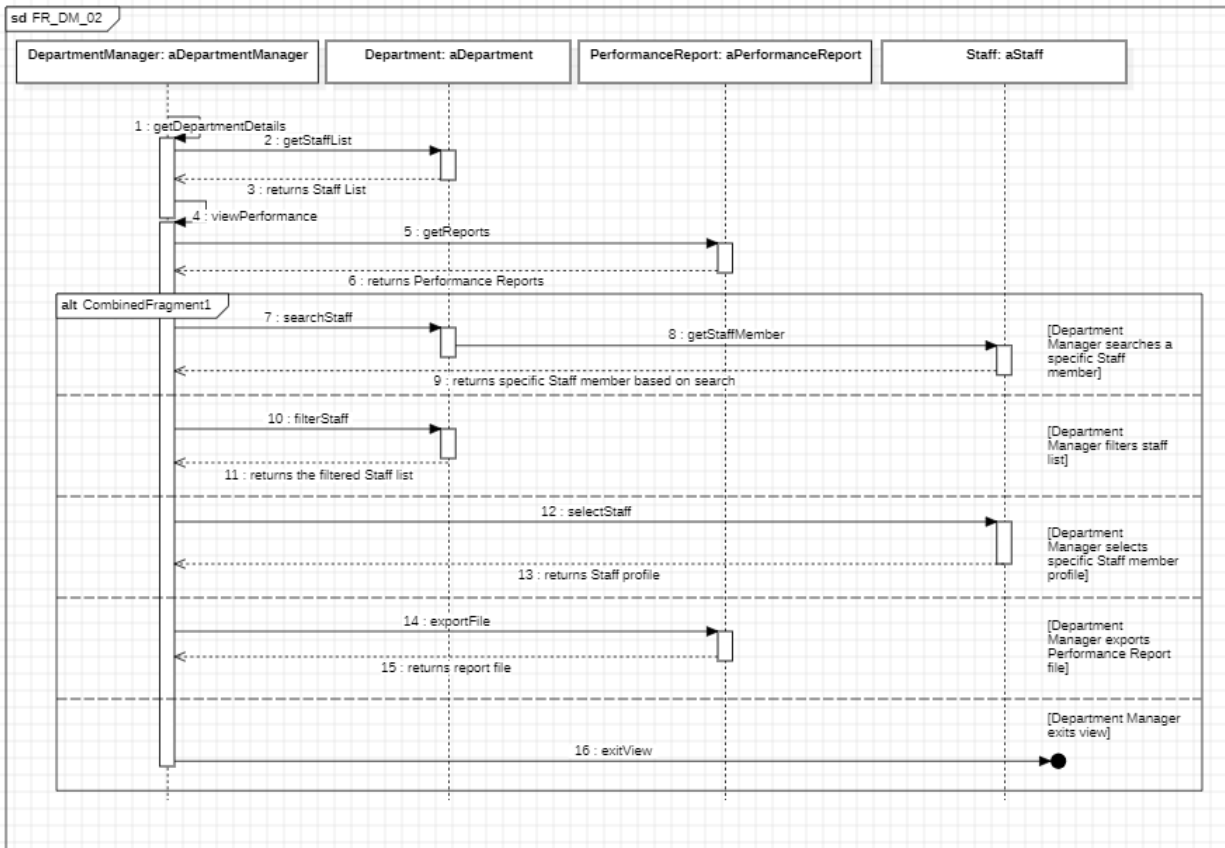 sd FR_DM_02
DepartmentManager: aDepartmentManager
Department: aDepartment
PerformanceReport: aPerformanceReport
Staff: aStaff
1 : getDepartmentDetails
2 : getStaffList
3 : returns Staff List
4 : viewPerformance
5 : getReports
6 : returns Performance Reports
alt CombinedFragment1
7 : searchStaff
8 : getStaffMember
[Department
Manager searches a
specific Staff
member]
9 : returns specific Staff member based on search
10 : filterStaff
[Department
Manager filters staff
list]
11 : returns the filtered Staff list
12 : selectStaff
[Department
Manager selects
specific Staff member
profile]
13 : returns Staff profile
14 : exportFile
[Department
Manager exports
Performance Report
file]
15 : returns report file
[Department Manager
exits view]
16 : exitView